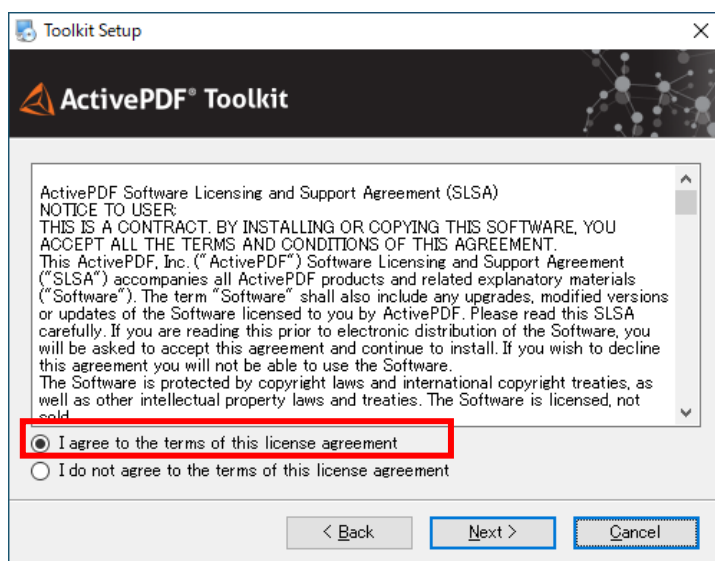 Toolkit Setup
ActivePDF® Toolkit
ActivePDF Software Licensing and Support Agreement (SLSA)
NOTICE TO USER:
THIS IS A CONTRACT. BY INSTALLING OR COPYING THIS SOFTWARE, YOU
ACCEPT ALL THE TERMS AND CONDITIONS OF THIS AGREEMENT.
This ActivePDF, Inc. ("ActivePDF") Software Licensing and Support Agreement
("SLSA") accompanies all ActivePDF products and related explanatory materials
("Software"). The term "Software" shall also include any upgrades, modified versions
or updates of the Software licensed to you by ActivePDF. Please read this SLSA
carefully. If you are reading this prior to electronic distribution of the Software, you
will be asked to accept this agreement and continue to install. If you wish to decline
this agreement you will not be able to use the Software.
The Software is protected by copyright laws and international copyright treaties, as
well as other intellectual property laws and treaties. The Software is licensed, not
sold
I agree to the terms of this license agreement
I do not agree to the terms of this license agreement
< Back Next > Cancel